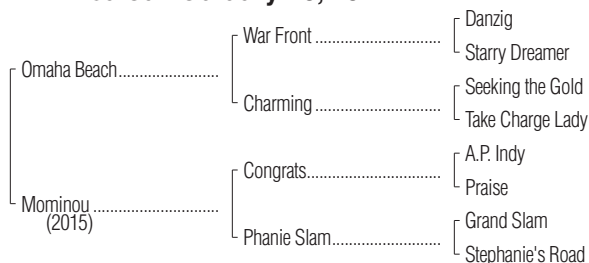 War Front
Danzig
Starry Dreamer
Omaha Beach
Charming
Seeking the Gold
Take Charge Lady
Mominou
(2015)
Congrats
A.P. Indy
Praise
Phanie Slam
Grand Slam
Stephanie's Road